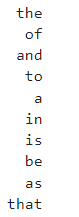 the
of
and
to
a
in
is
be
as
that